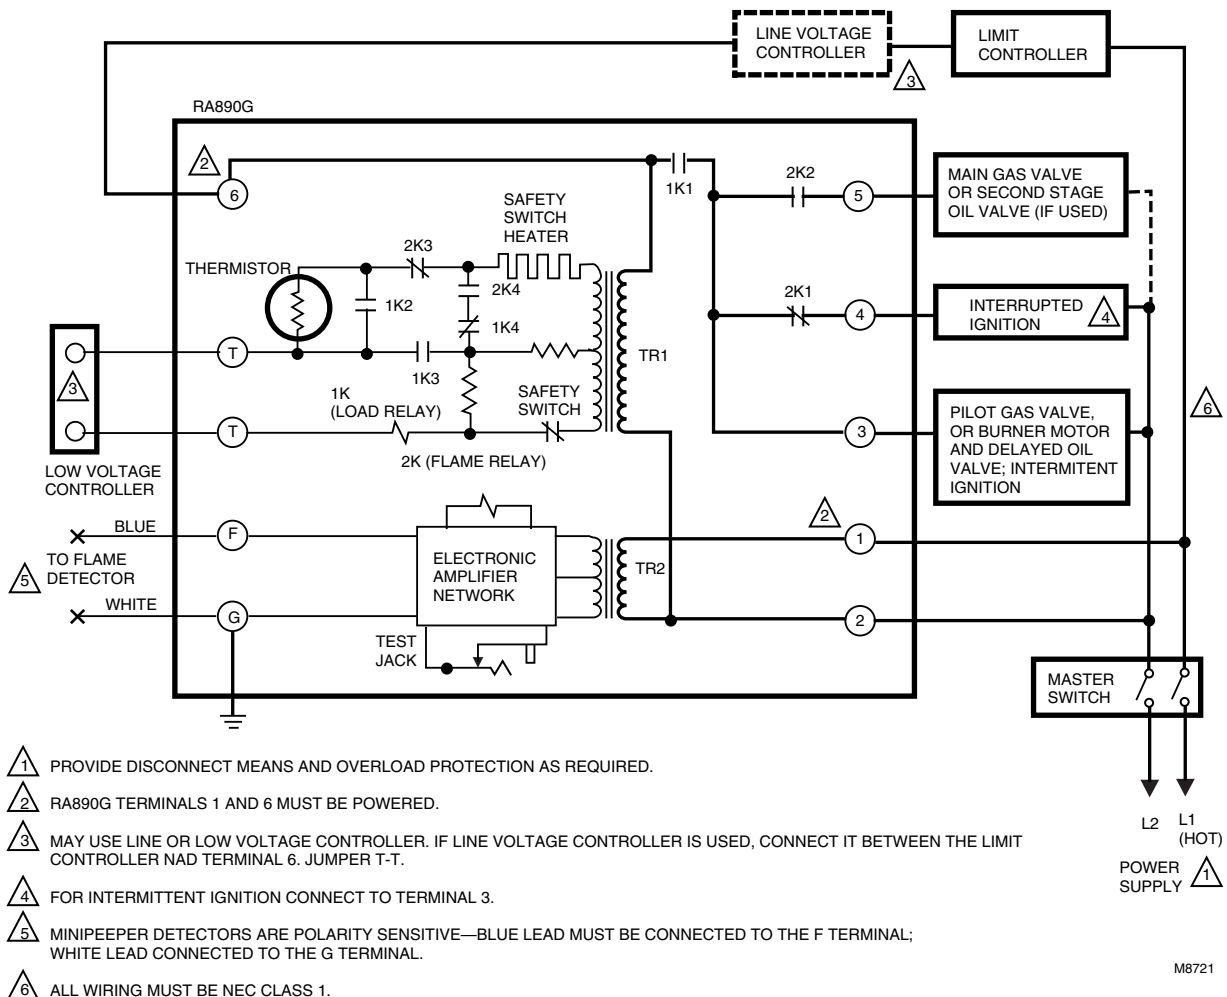 LINE VOLTAGE
CONTROLLER
LIMIT
CONTROLLER
3
RA890G
2
6
1K1
2K2
5
MAIN GAS VALVE
OR SECOND STAGE
OIL VALVE (IF USED)
SAFETY
SWITCH
HEATER
2K3
THERMISTOR
1K2
2K4
1K4
2K1
4
INTERRUPTED
IGNITION
4
T
1K3
TR1
3
1K
(LOAD RELAY)
SAFETY
SWITCH
T
2K (FLAME RELAY)
3
PILOT GAS VALVE,
OR BURNER MOTOR
AND DELAYED OIL
VALVE; INTERMITENT
IGNITION
6
LOW VOLTAGE
CONTROLLER
BLUE
F
5
TO FLAME
DETECTOR
WHITE
G
ELECTRONIC
AMPLIFIER
NETWORK
TR2
2
1
2
TEST
JACK
MASTER
SWITCH
L2
L1
(HOT)
POWER
SUPPLY
1
1 PROVIDE DISCONNECT MEANS AND OVERLOAD PROTECTION AS REQUIRED.
2 RA890G TERMINALS 1 AND 6 MUST BE POWERED.
3 MAY USE LINE OR LOW VOLTAGE CONTROLLER. IF LINE VOLTAGE CONTROLLER IS USED, CONNECT IT BETWEEN THE LIMIT
CONTROLLER NAD TERMINAL 6. JUMPER T-T.
4 FOR INTERMITTENT IGNITION CONNECT TO TERMINAL 3.
5 MINIPEEPER DETECTORS ARE POLARITY SENSITIVE—BLUE LEAD MUST BE CONNECTED TO THE F TERMINAL;
WHITE LEAD CONNECTED TO THE G TERMINAL.
6 ALL WIRING MUST BE NEC CLASS 1.
M8721